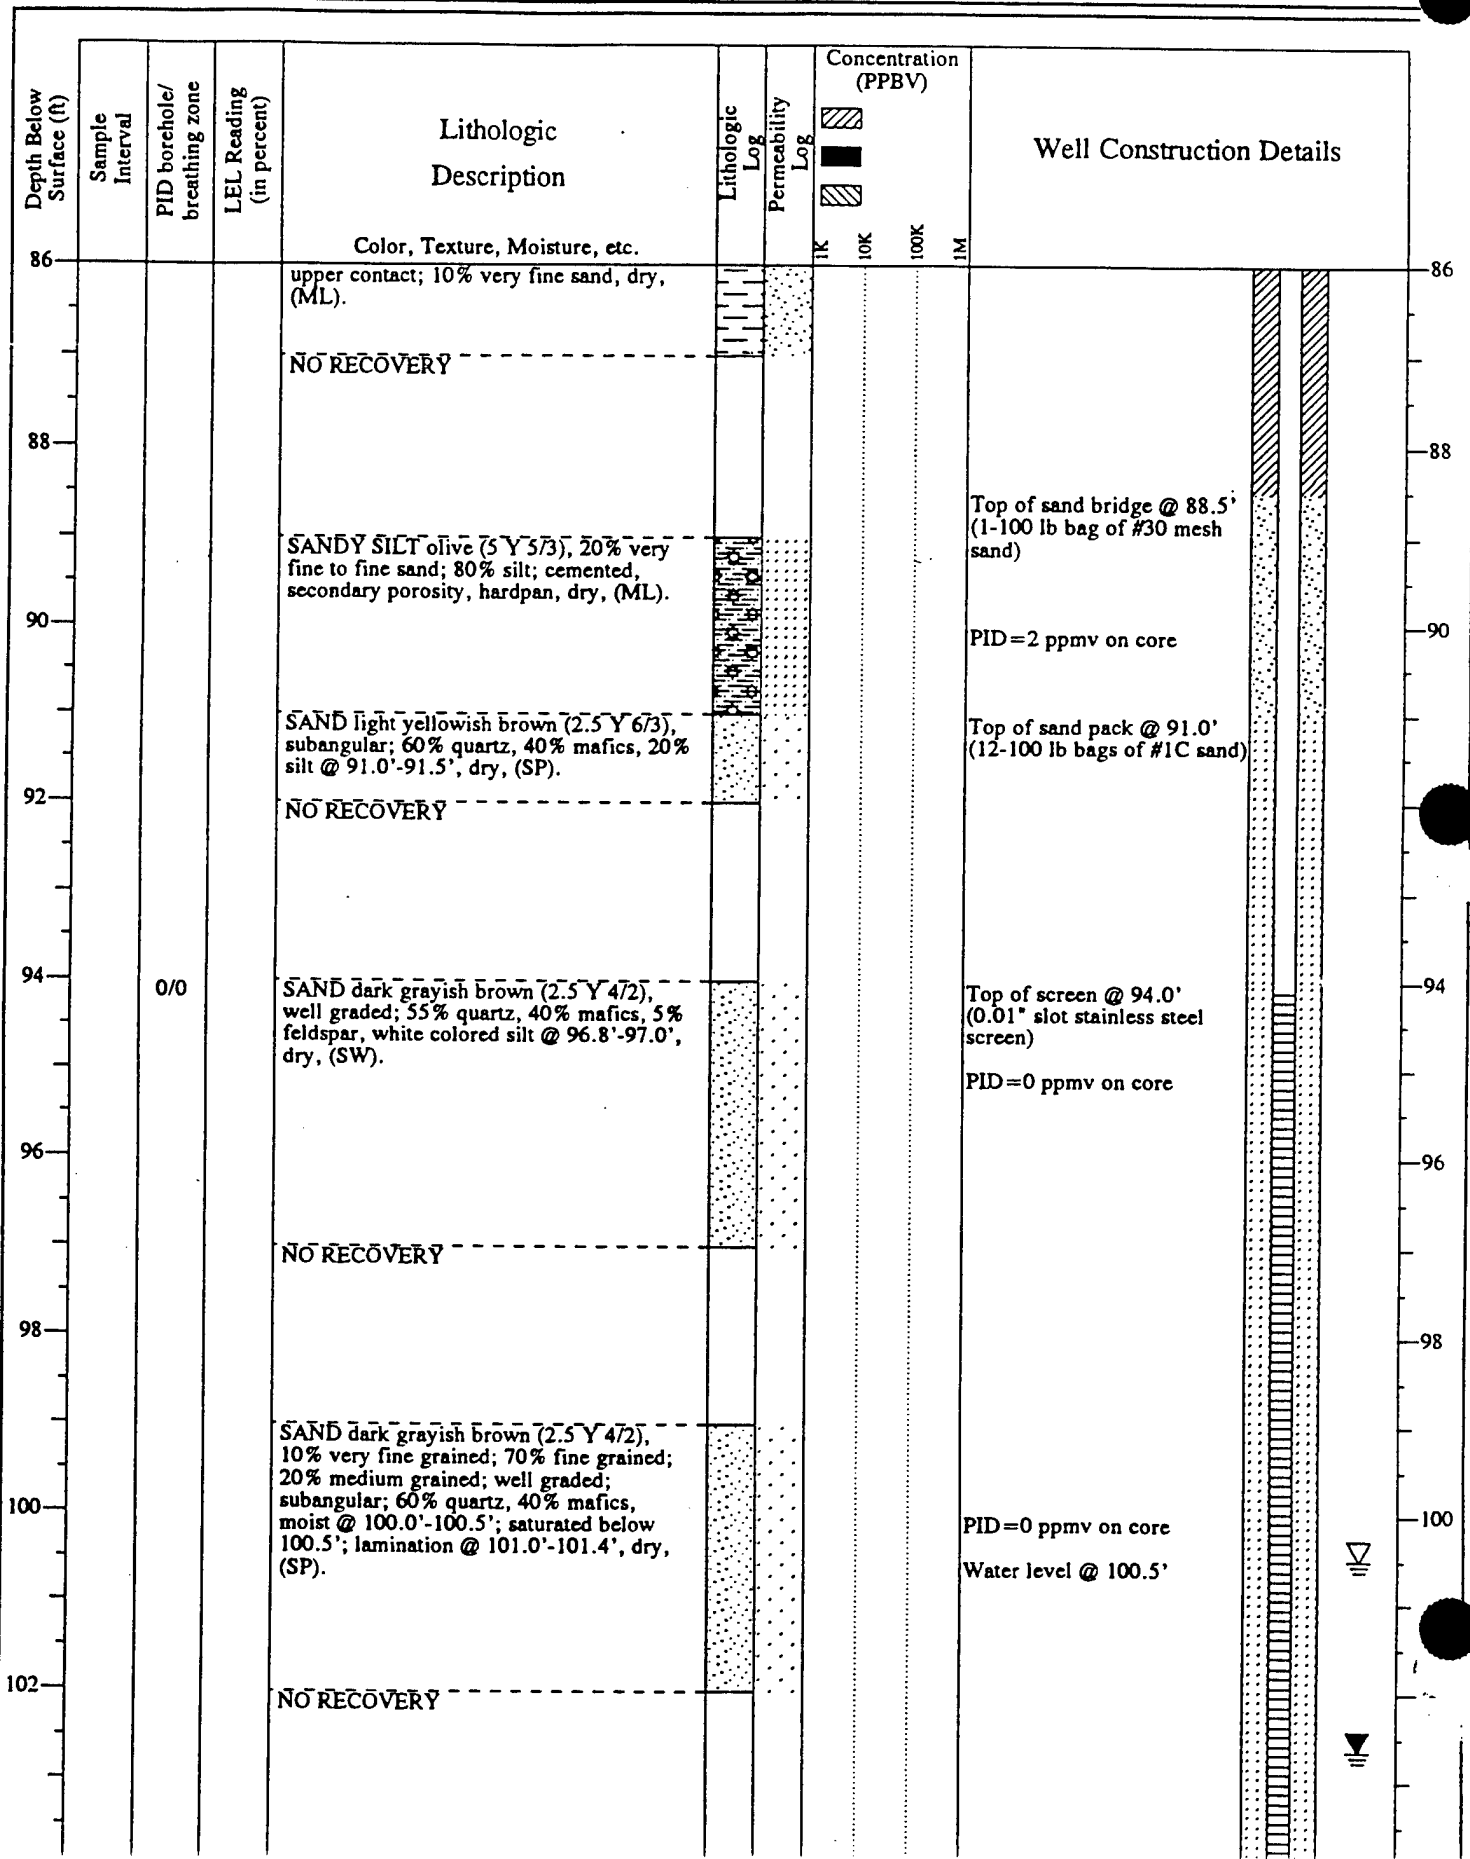 Depth Below
Surface (ft)
Sample
Interval
PID borehole/
breathing zone
LEL Reading
(in percent)
Lithologic
Description
Color, Texture, Moisture, etc.
Lithologic
Log
Permeability
Log
Concentration
(PPBV)
1K
10K
100K
1M
Well Construction Details
86
86
upper contact; 10% very fine sand, dry,
(ML).
NO RECOVERY
88
88
Top of sand bridge @ 88.5'
(1-100 lb bag of #30 mesh
sand)
SANDY SILT olive (5 Y 5/3), 20% very
fine to fine sand; 80% silt; cemented,
secondary porosity, hardpan, dry, (ML).
90
90
PID=2 ppmv on core
SAND light yellowish brown (2.5 Y 6/3),
subangular; 60% quartz, 40% mafics, 20%
silt @ 91.0'-91.5', dry, (SP).
Top of sand pack @ 91.0'
(12-100 lb bags of #1C sand)
92
NO RECOVERY
94
0/0
94
SAND dark grayish brown (2.5 Y 4/2),
well graded; 55% quartz, 40% mafics, 5%
feldspar, white colored silt @ 96.8'-97.0',
dry, (SW).
Top of screen @ 94.0'
(0.01" slot stainless steel
screen)
PID=0 ppmv on core
96
96
NO RECOVERY
98
98
SAND dark grayish brown (2.5 Y 4/2),
10% very fine grained; 70% fine grained;
20% medium grained; well graded;
subangular; 60% quartz, 40% mafics,
moist @ 100.0'-100.5'; saturated below
100.5'; lamination @ 101.0'-101.4', dry,
(SP).
100
100
PID=0 ppmv on core
Water level @ 100.5'
102
NO RECOVERY